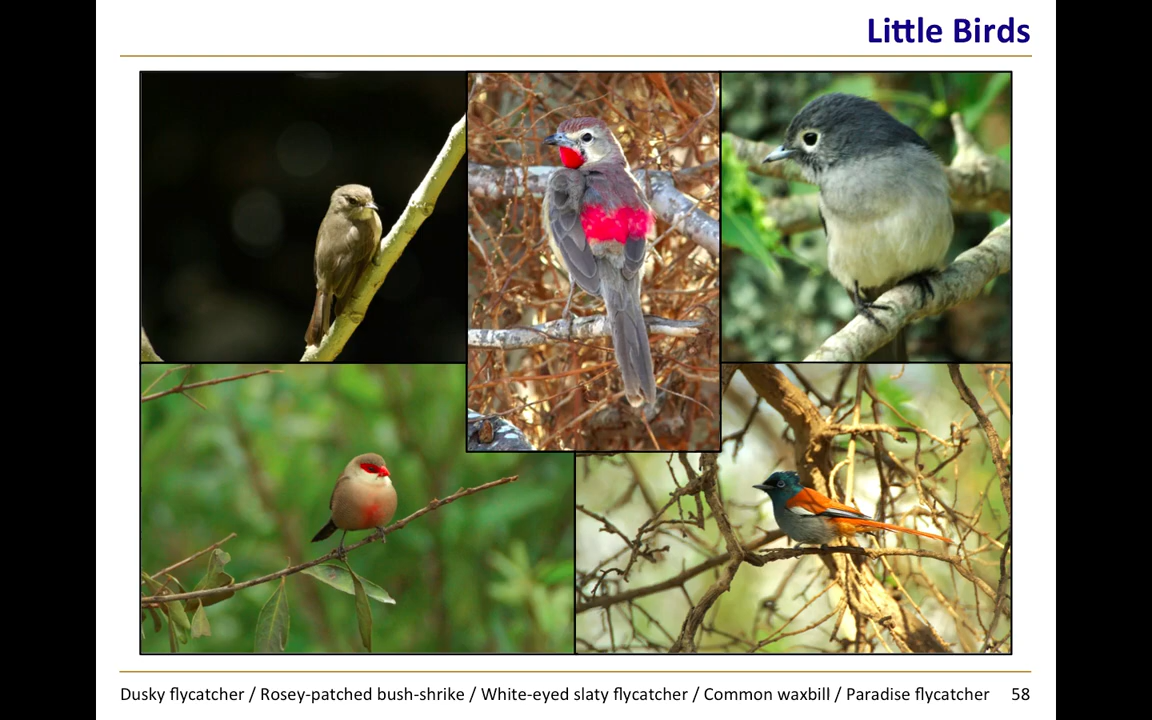 Little Birds
Dusky flycatcher / Rosey-patched bush-shrike / White-eyed slaty flycatcher / Common waxbill / Paradise flycatcher 58